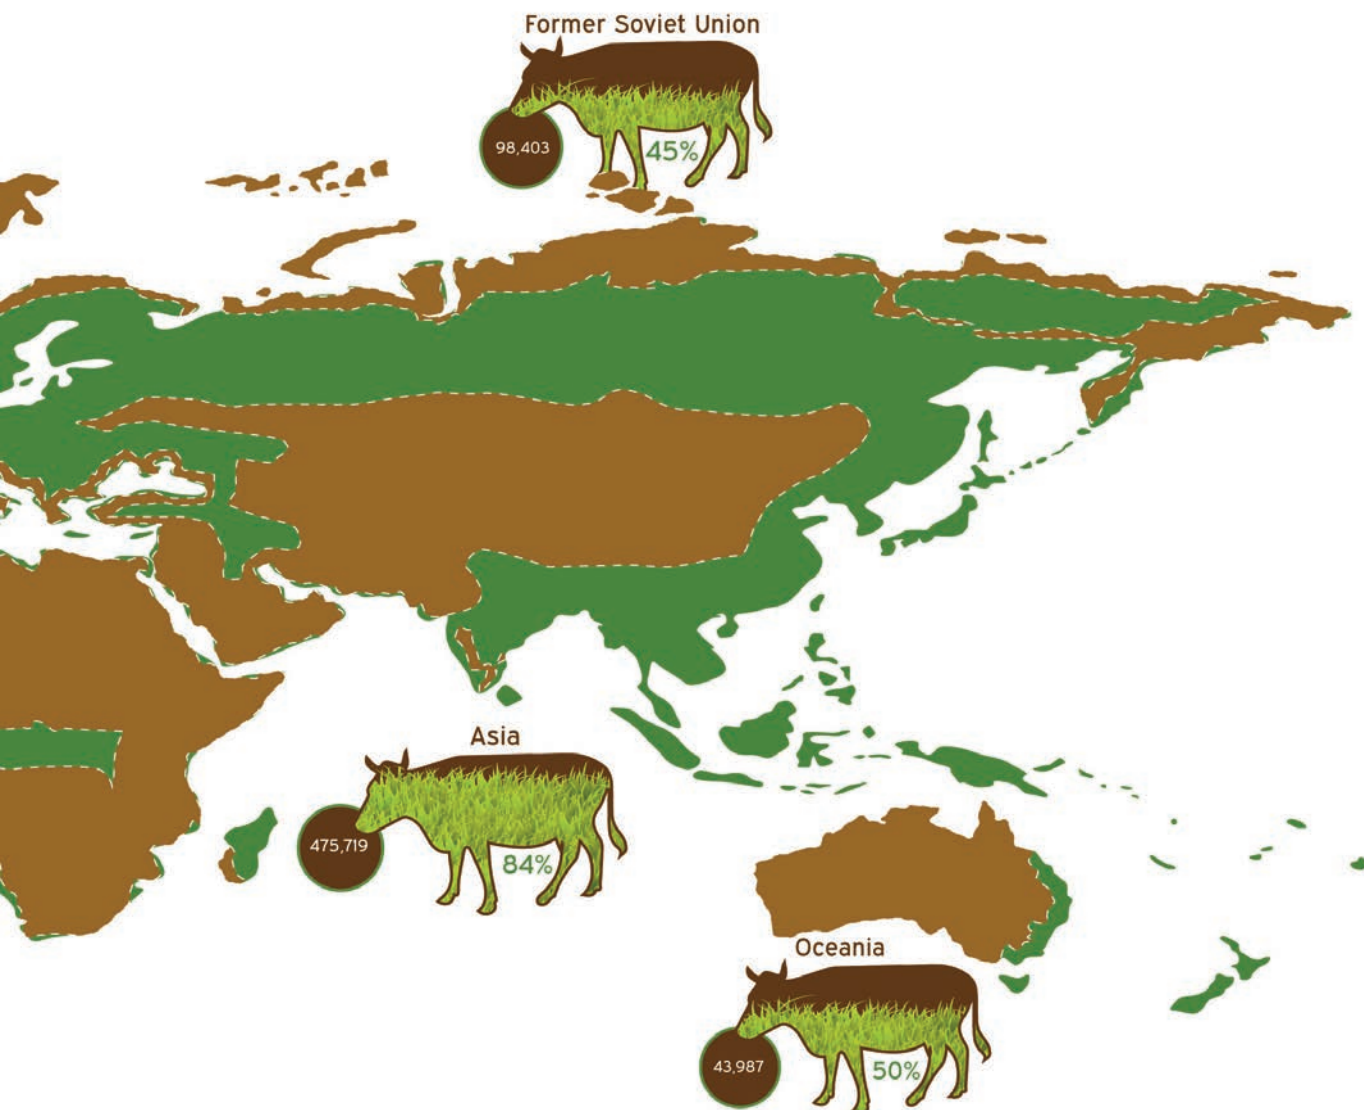 Former Soviet Union
98,403
45%
Asia
475,719
84%
Oceania
43,987
50%